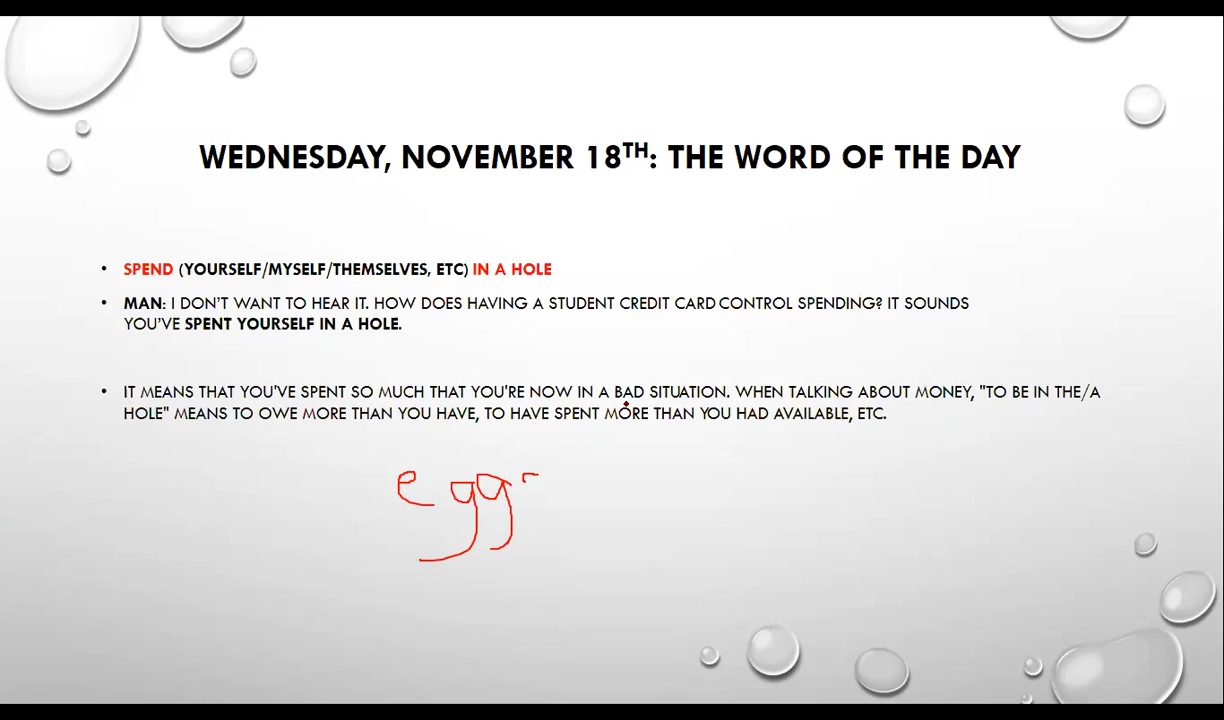 WEDNESDAY, NOVEMBER 18TH: THE WORD OF THE DAY
• SPEND (YOURSELF/MYSELF/THEMSELVES, ETC) IN A HOLE
• MAN: I DON'T WANT TO HEAR IT. HOW DOES HAVING A STUDENT CREDIT CARD CONTROL SPENDING? IT SOUNDS
YOU'VE SPENT YOURSELF IN A HOLE.
• IT MEANS THAT YOU'VE SPENT SO MUCH THAT YOU'RE NOW IN A BAD SITUATION. WHEN TALKING ABOUT MONEY, "TO BE IN THE/A
HOLE" MEANS TO OWE MORE THAN YOU HAVE, TO HAVE SPENT MORE THAN YOU HAD AVAILABLE, ETC.
egg